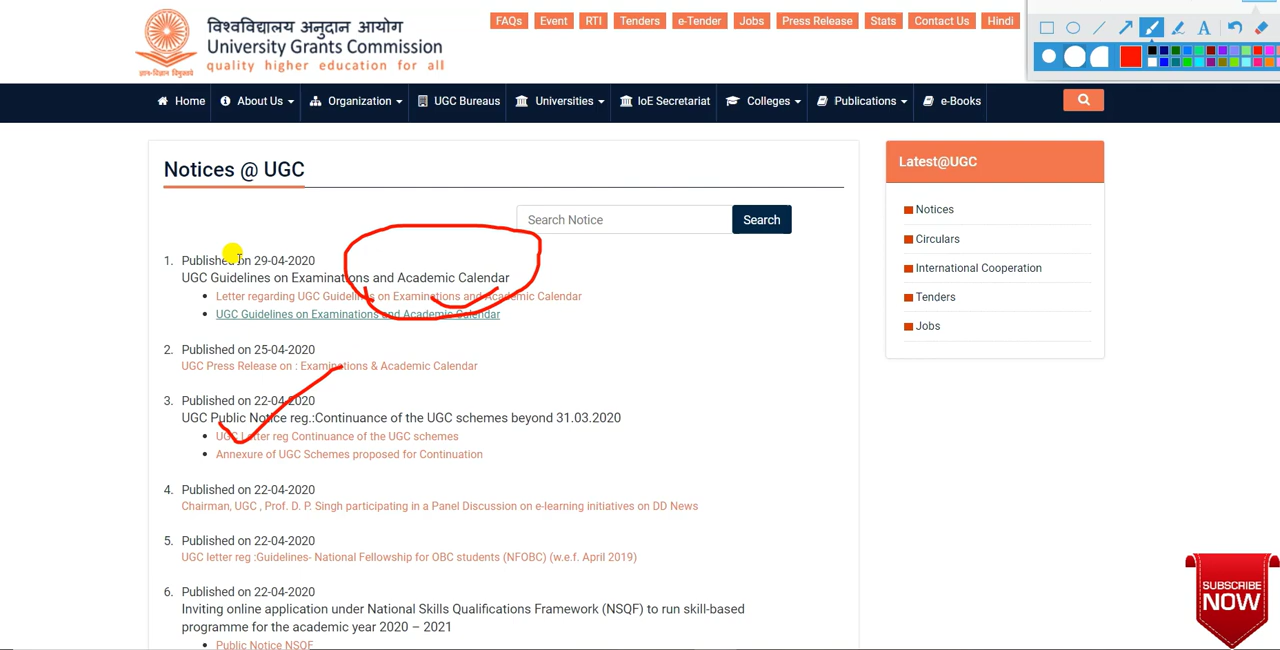 विश्वविद्यालय अनुदान आयोग
University Grants Commission
quality higher education for all
ज्ञान-विज्ञान विमुक्तये
FAQs Event RTI Tenders e-Tender Jobs Press Release Stats Contact Us Hindi
A
Home About Us Organization UGC Bureaus Universities IoE Secretariat Colleges Publications e-Books
Notices @ UGC
Search Notice Search
1. Published on 29-04-2020
UGC Guidelines on Examinations and Academic Calendar
Letter regarding UGC Guidelines on Examinations and Academic Calendar
UGC Guidelines on Examinations and Academic Calendar
2. Published on 25-04-2020
UGC Press Release on : Examinations & Academic Calendar
3. Published on 22-04-2020
UGC Public Notice reg.:Continuance of the UGC schemes beyond 31.03.2020
UGC Letter reg Continuance of the UGC schemes
Annexure of UGC Schemes proposed for Continuation
4. Published on 22-04-2020
Chairman, UGC , Prof. D. P. Singh participating in a Panel Discussion on e-learning initiatives on DD News
5. Published on 22-04-2020
UGC letter reg :Guidelines- National Fellowship for OBC students (NFOBC) (w.e.f. April 2019)
6. Published on 22-04-2020
Inviting online application under National Skills Qualifications Framework (NSQF) to run skill-based
programme for the academic year 2020 – 2021
Public Notice NSQF
Latest@UGC
Notices
Circulars
International Cooperation
Tenders
Jobs
SUBSCRIBE
NOW